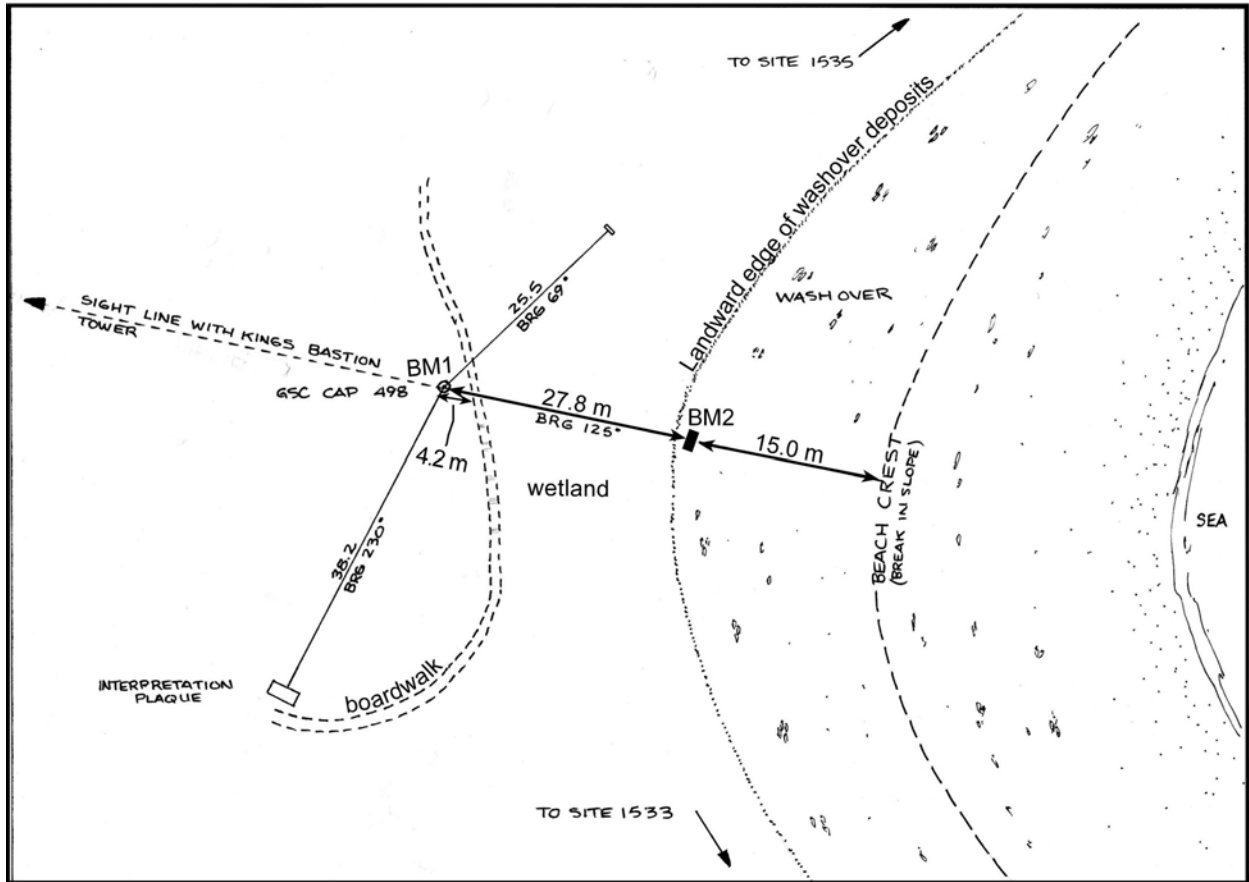 TO SITE 1535
Landward edge of washover deposits
WASHOVER
25.5
BRG 69°
SIGHT LINE WITH KINGS BASTION
TOWER
BM1
GSC CAP 498
27.8 m
BRG 125°
BM2
15.0 m
4.2 m
wetland
BEACH CREST
(BREAK IN SLOPE)
SEA
38.2
BRG 230°
INTERPRETATION
PLAQUE
boardwalk
TO SITE 1533